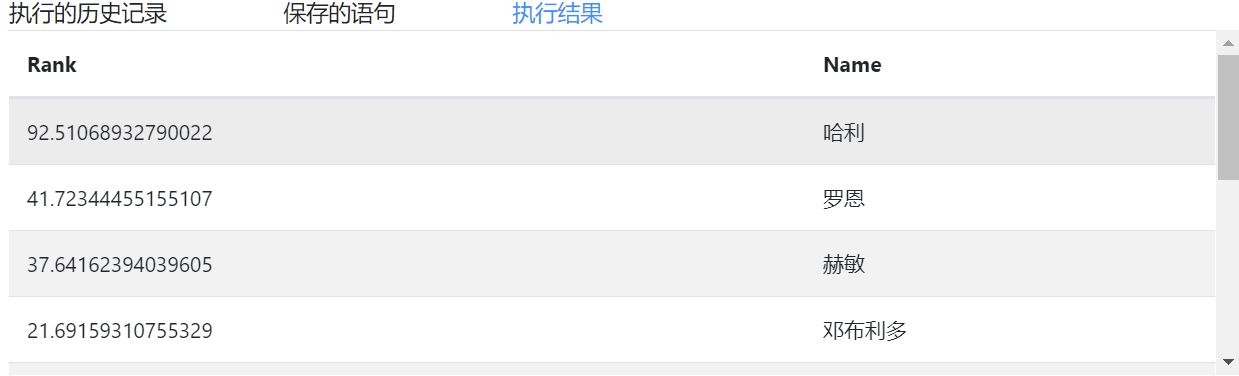 执行的历史记录 保存的语句 执行结果
Rank Name
92.51068932790022 哈利
41.72344455155107 罗恩
37.64162394039605 赫敏
21.69159310755329 邓布利多